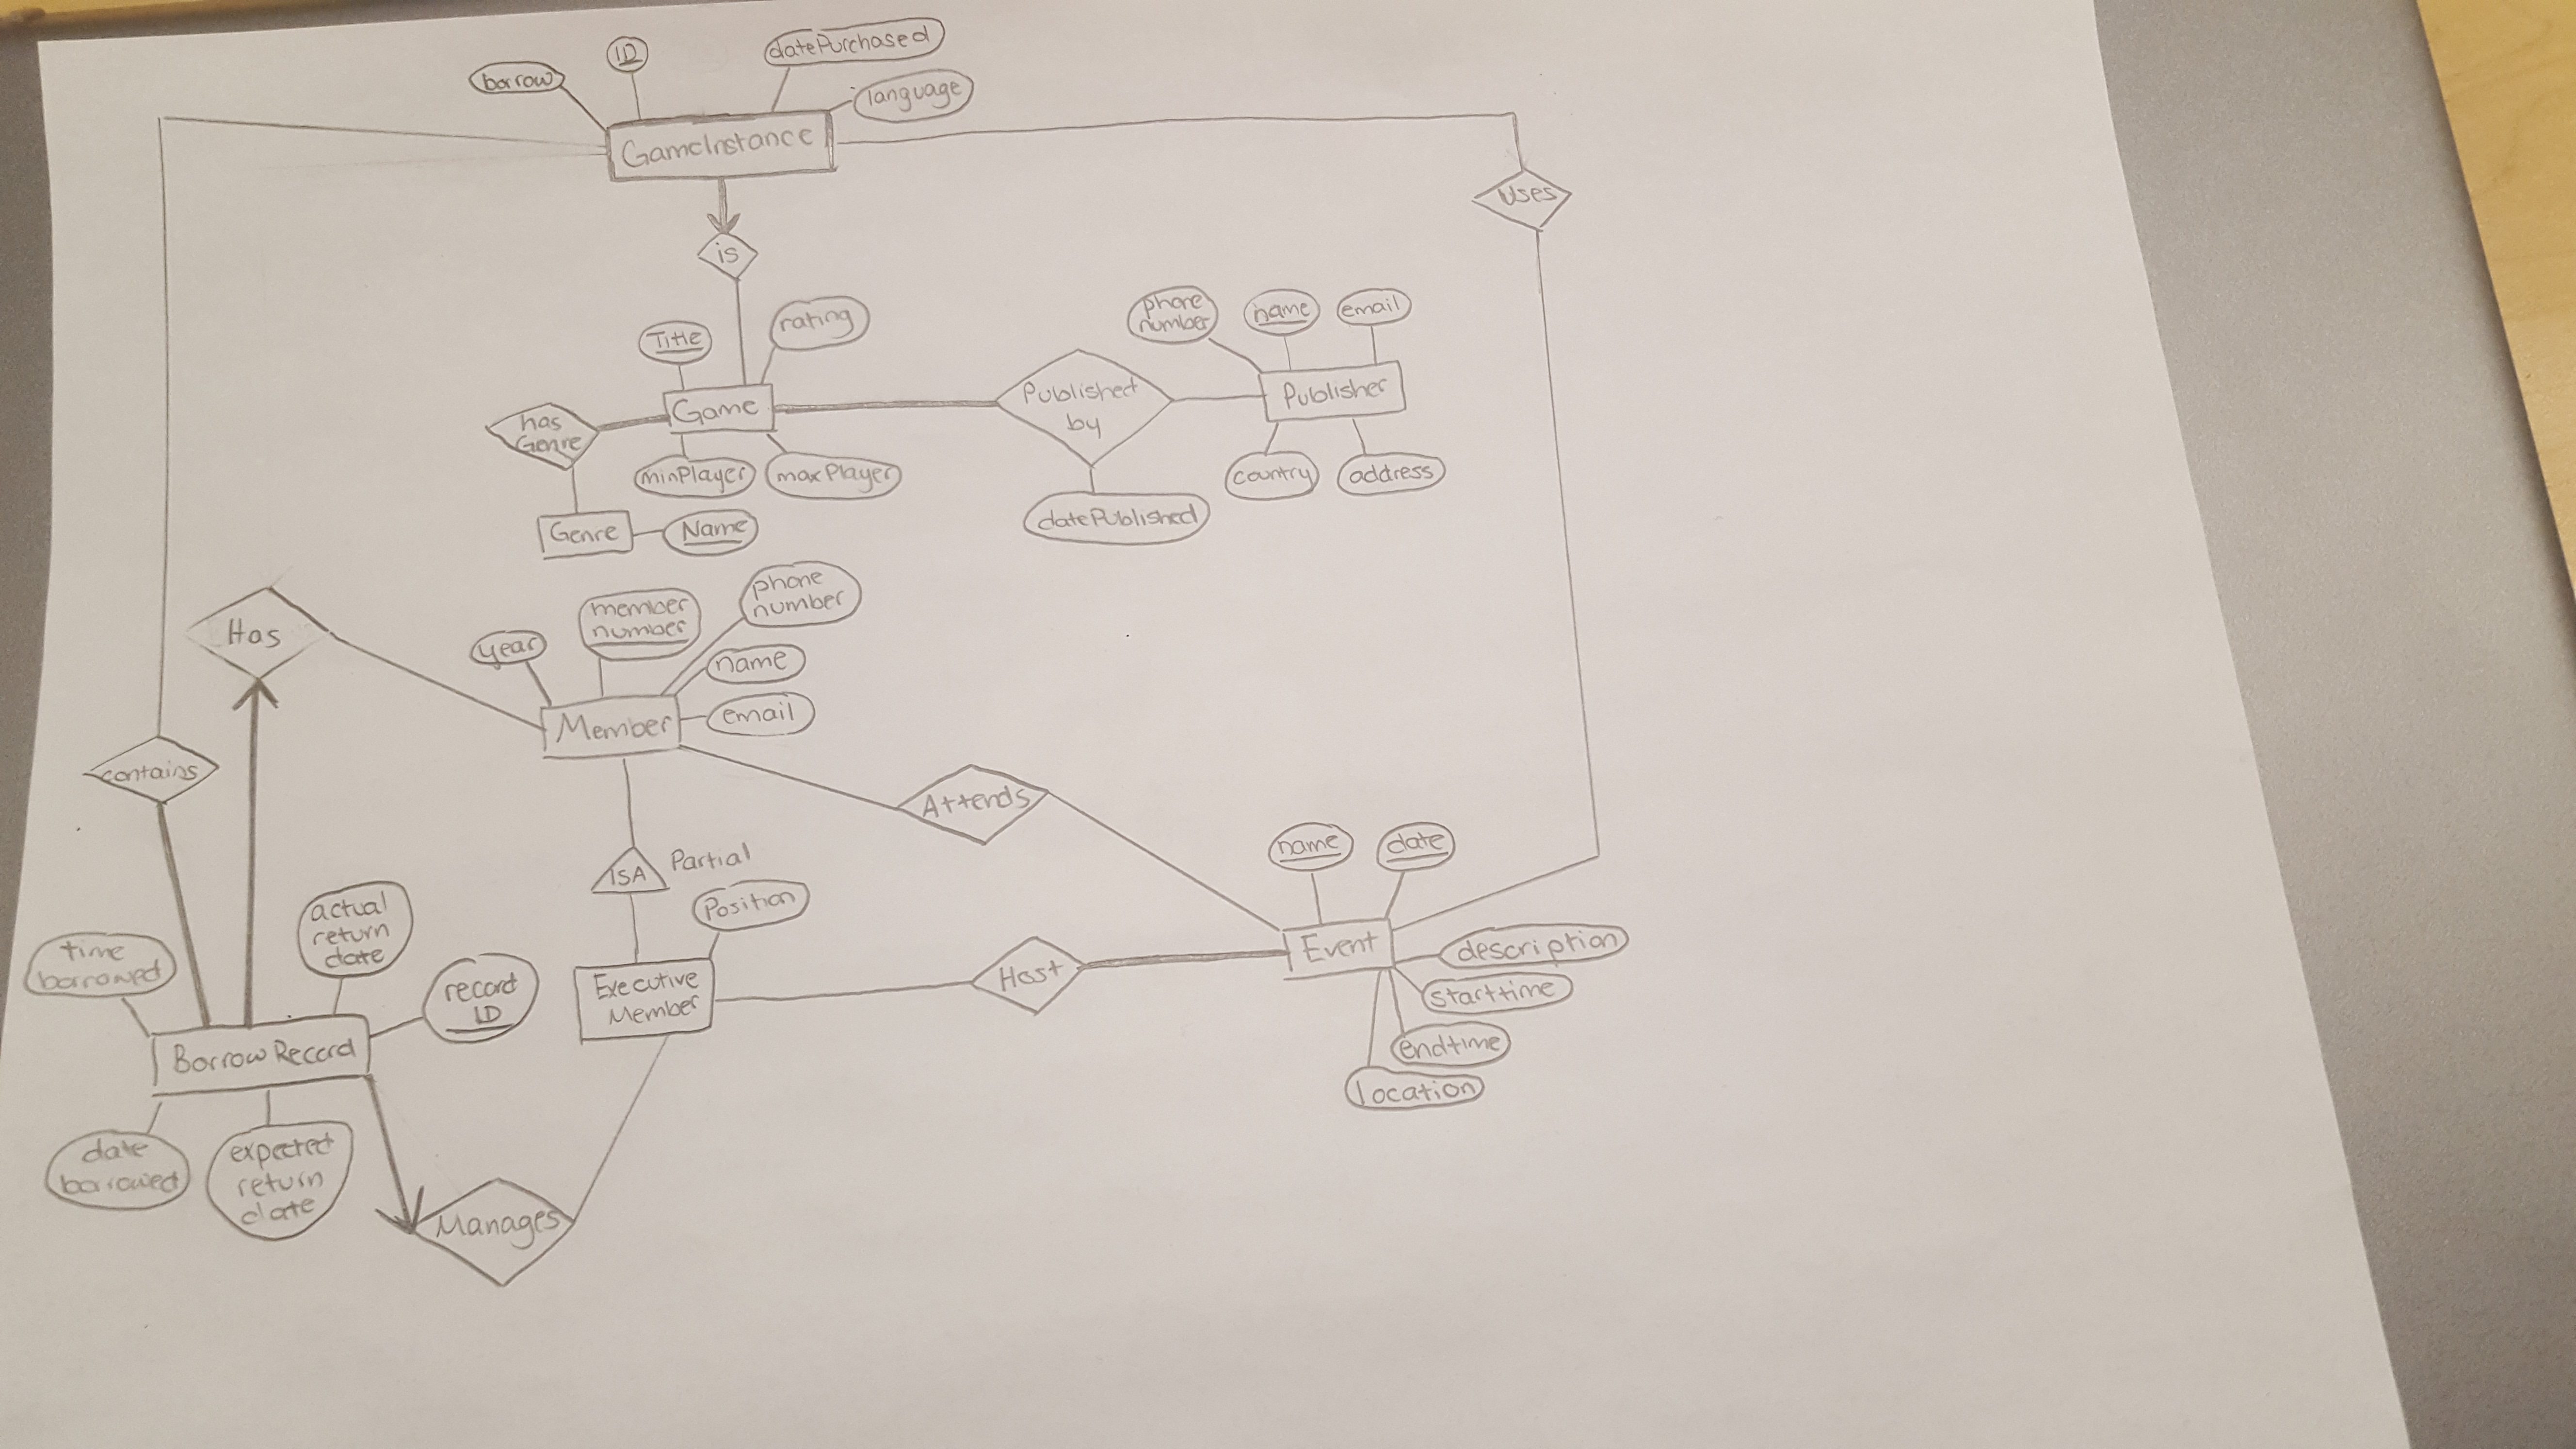 borrow
ID
datePurchased
language
GameInstance
Uses
is
Title
rating
phone
number
name
email
has
Genre
Game
Published
by
Publisher
minPlayer
maxPlayer
country
address
datePublished
Genre
Name
Has
year
member
number
phone
number
name
email
Member
contains
Attends
ISA
Partial
Position
name
date
time
borrowed
actual
return
date
record
ID
Executive
Member
Host
Event
description
starttime
endtime
location
Borrow Record
date
borrowed
expected
return
date
Manages